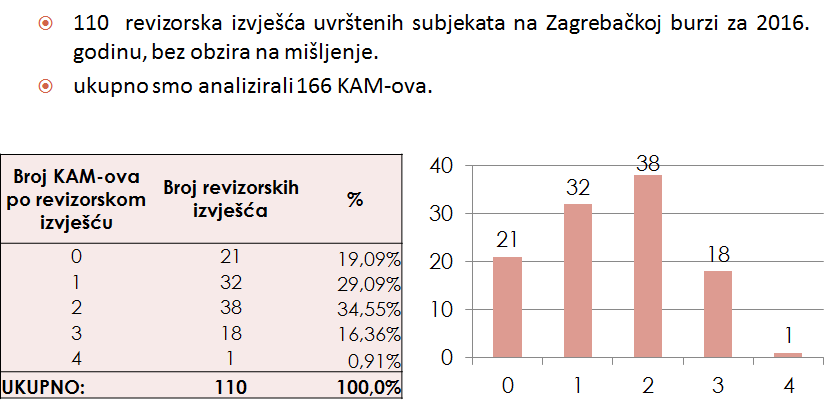 110 revizorska izvješća uvrštenih subjekata na Zagrebačkoj burzi za 2016.
godinu, bez obzira na mišljenje.
ukupno smo analizirali 166 KAM-ova.
Broj KAM-ova
po revizorskom
izvješću
Broj revizorskih
izvješća
%
0 21 19,09%
1 32 29,09%
2 38 34,55%
3 18 16,36%
4 1 0,91%
UKUPNO: 110 100,0%
40
30
20
10
0
21
32
38
18
1
0 1 2 3 4